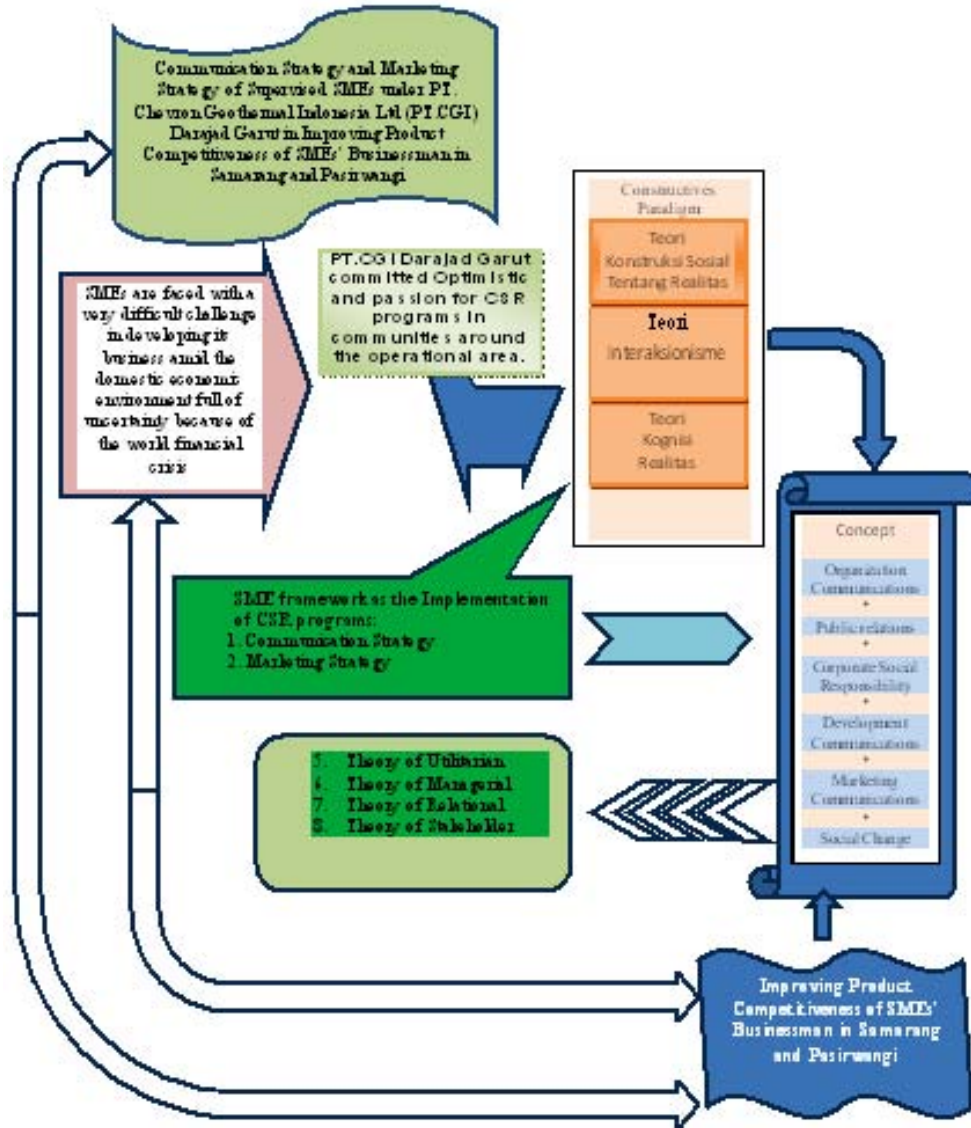 Communication Strategy and Marketing
Strategy of Supervised SMEs under PT.
Chevron Geothermal Indonesia Ltd (PT.CGI)
Darajad Garut in Improving Product
Competitiveness of SMEs' Businessman in
Samarang and Pasirwangi
SMEs are faced with a
very difficult challenge
in developing its
business amid the
domestic economic
environment full of
uncertainty because of
the world financial
crisis
PT.CGI Darajad Garut
committed Optimistic
and passion for CSR
programs in
communities around
the operational area.
Constructives
Paradigm
Teori
Konstruksi Sosial
Tentang Realitas
Teori
Interaksionisme
Teori
Kognisi
Realitas
SME framework as the Implementation
of CSR programs:
1. Communication Strategy
2. Marketing Strategy
Concept
Organization
Communications
+
Public relations
+
Corporate Social
Responsibility
+
Development
Communications
+
Marketing
Communications
+
Social Change
5. Theory of Utilitarian
6. Theory of Managerial
7. Theory of Relational
8. Theory of Stakeholder
Improving Product
Competitiveness of SMEs'
Businessman in Samarang
and Pasirwangi